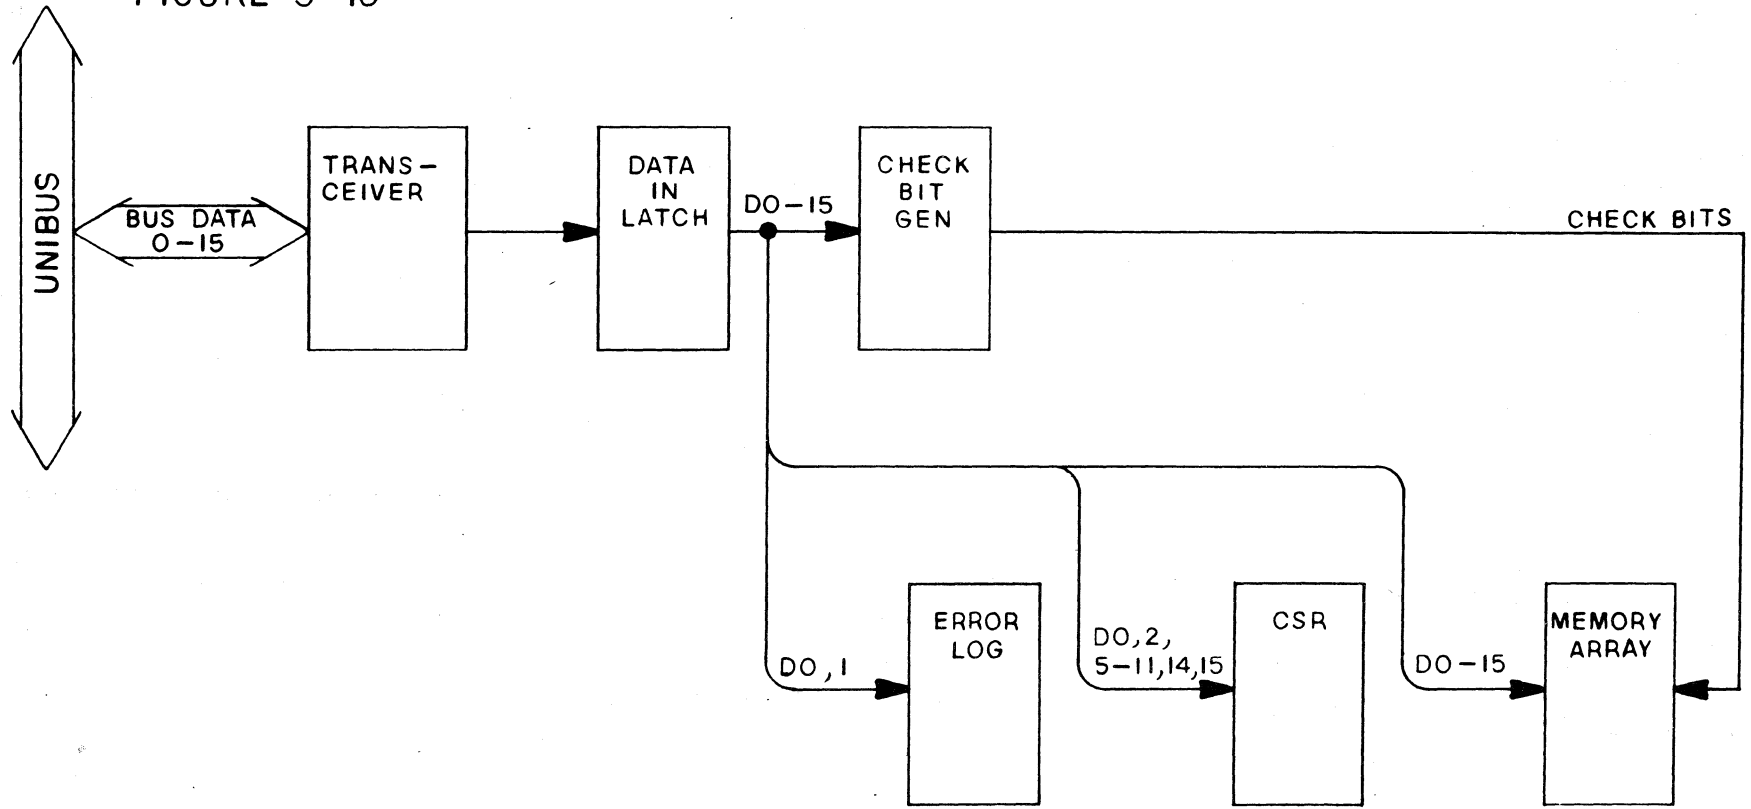 UNIBUS
BUS DATA
0-15
TRANS-
CEIVER
DATA
IN
LATCH
D0-15
CHECK
BIT
GEN
CHECK BITS
D0,1
ERROR
LOG
D0,2,
5-11,14,15
CSR
D0-15
MEMORY
ARRAY